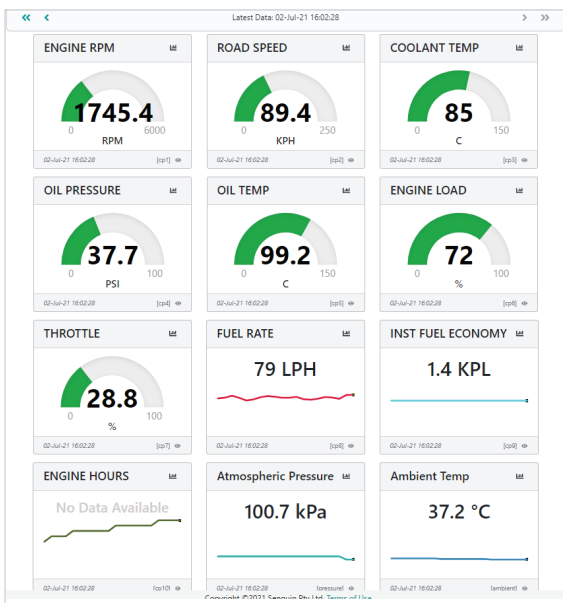 Latest Data: 02-Jul-21 16:02:28
ENGINE RPM
1745.4
0 6000
RPM
02-Jul-21 16:02:28 [cp1]
ROAD SPEED
89.4
0 250
KPH
02-Jul-21 16:02:28 [cp2]
COOLANT TEMP
85
0 150
C
02-Jul-21 16:02:28 [cp3]
OIL PRESSURE
37.7
0 100
PSI
02-Jul-21 16:02:28 [cp4]
OIL TEMP
99.2
0 150
C
02-Jul-21 16:02:28 [cp5]
ENGINE LOAD
72
0 100
%
02-Jul-21 16:02:28 [cp6]
THROTTLE
28.8
0 100
%
02-Jul-21 16:02:28 [cp7]
FUEL RATE
79 LPH
02-Jul-21 16:02:28 [cp8]
INST FUEL ECONOMY
1.4 KPL
02-Jul-21 16:02:28 [cp9]
ENGINE HOURS
No Data Available
02-Jul-21 16:02:28 [cp10]
Atmospheric Pressure
100.7 kPa
02-Jul-21 16:02:28 [pressure]
Ambient Temp
37.2 °C
02-Jul-21 16:02:28 [ambient]
Copyright ©2021 Senquip Pty Ltd. Terms of Use